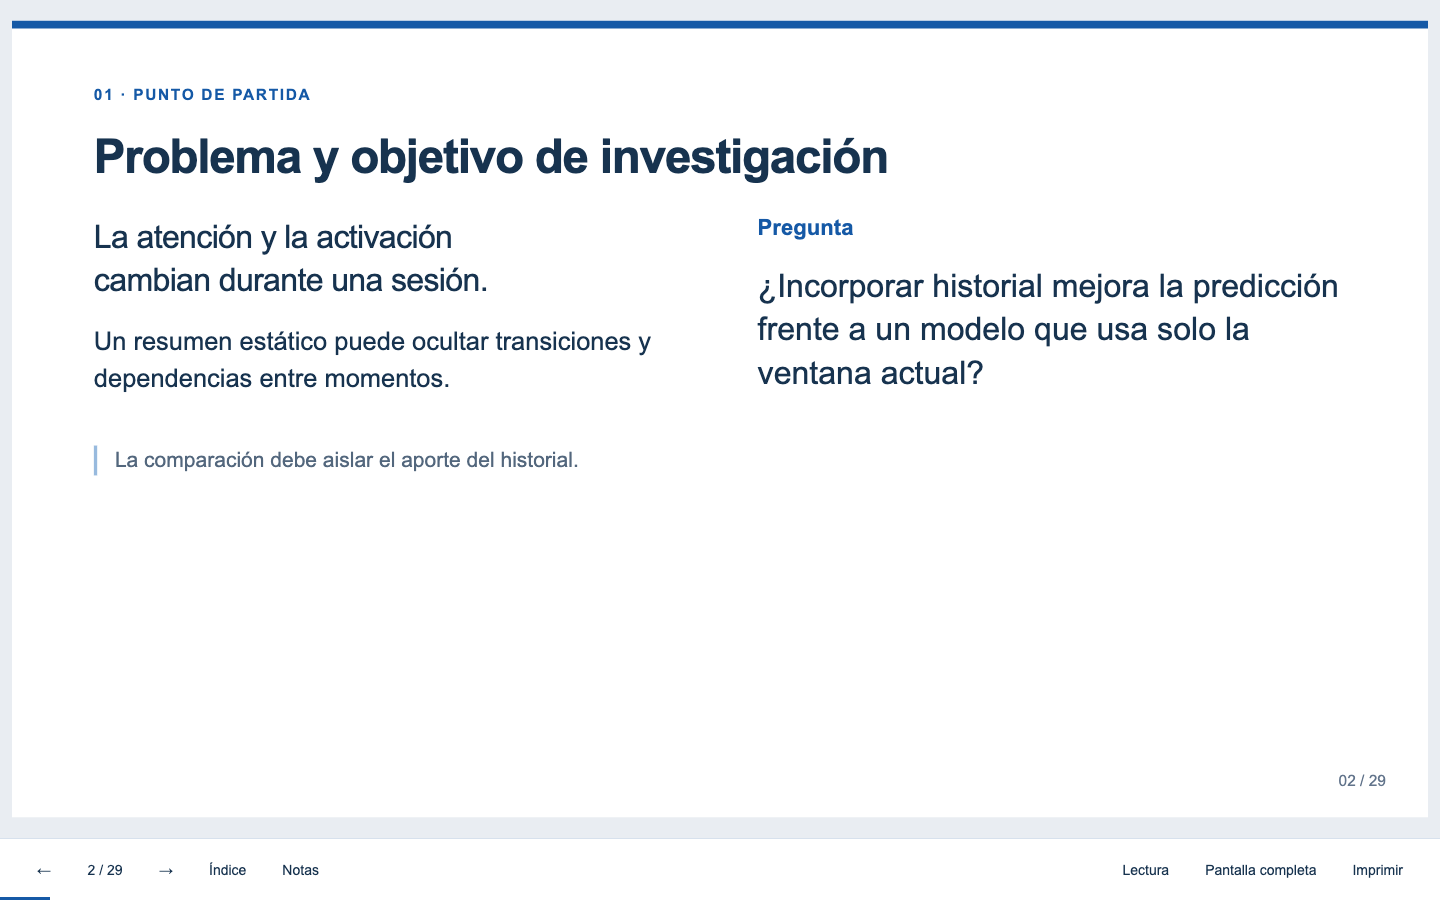 01 · PUNTO DE PARTIDA
Problema y objetivo de investigación
La atención y la activación
cambian durante una sesión.
Un resumen estático puede ocultar transiciones y
dependencias entre momentos.
La comparación debe aislar el aporte del historial.
Pregunta
¿Incorporar historial mejora la predicción
frente a un modelo que usa solo la
ventana actual?
02 / 29
← 2 / 29 → Índice Notas Lectura Pantalla completa Imprimir